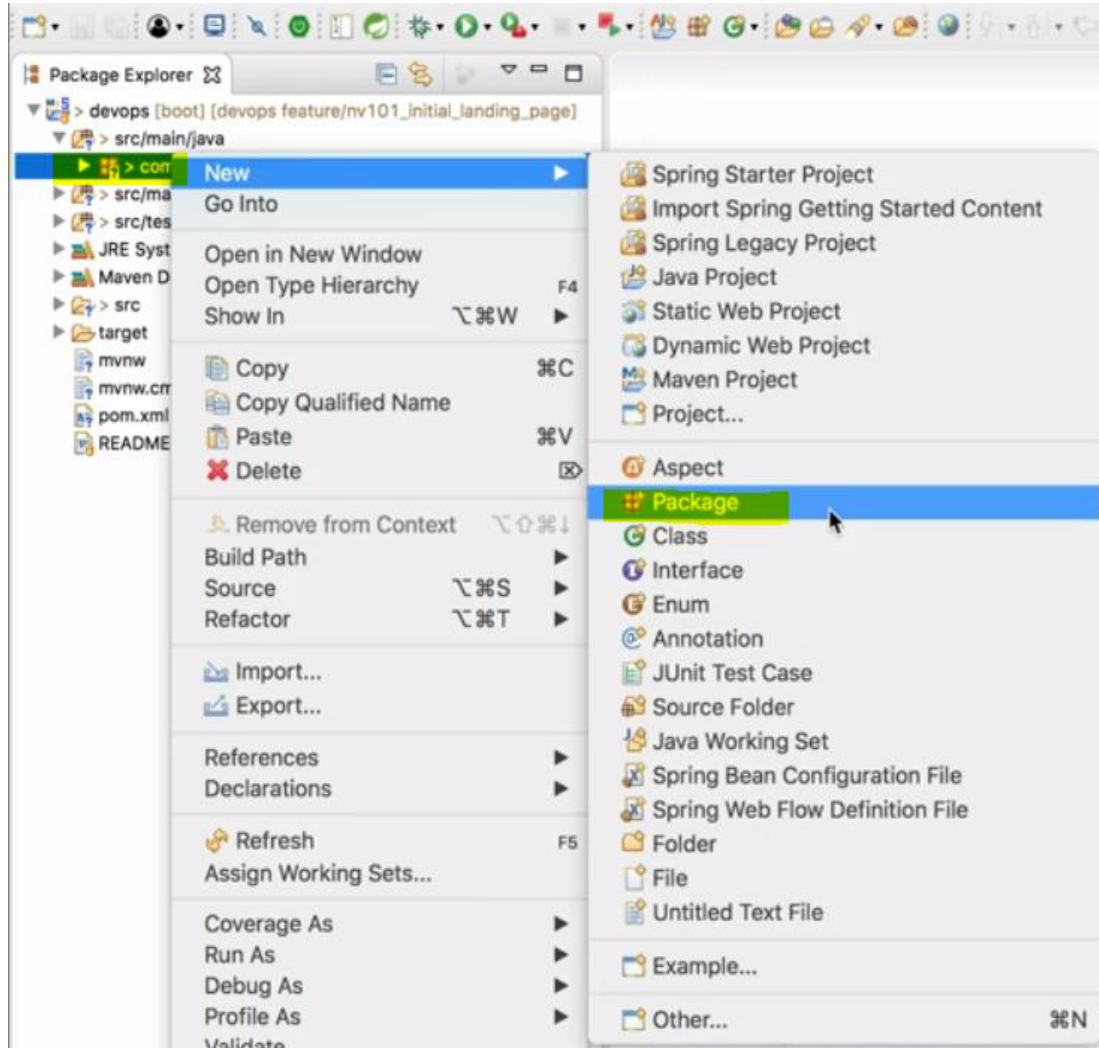 Package Explorer
> devops [boot] [devops feature/nv101_initial_landing_page]
> src/main/java
> com
> src/ma
> src/tes
JRE Syst
Maven D
> src
target
mvnw
mvnw.cm
pom.xml
README
New
Go Into
Open in New Window
Open Type Hierarchy F4
Show In ⌥⌘W
Copy ⌘C
Copy Qualified Name
Paste ⌘V
Delete ⌦
Remove from Context ⌥⇧⌘↓
Build Path
Source ⌥⌘S
Refactor ⌥⌘T
Import...
Export...
References
Declarations
Refresh F5
Assign Working Sets...
Coverage As
Run As
Debug As
Profile As
Validate
Spring Starter Project
Import Spring Getting Started Content
Spring Legacy Project
Java Project
Static Web Project
Dynamic Web Project
Maven Project
Project...
Aspect
Package
Class
Interface
Enum
Annotation
JUnit Test Case
Source Folder
Java Working Set
Spring Bean Configuration File
Spring Web Flow Definition File
Folder
File
Untitled Text File
Example...
Other... ⌘N